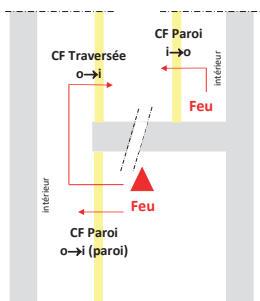 CF Paroi
i→o
CF Traversée
o→i
intérieur
Feu
intérieur
Feu
CF Paroi
o→i (paroi)